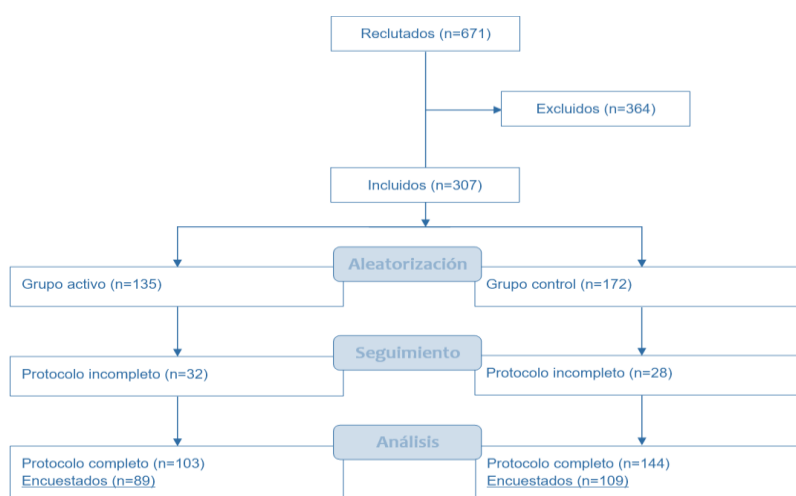 Reclutados (n=671)
Excluidos (n=364)
Incluidos (n=307)
Aleatorización
Grupo activo (n=135)
Grupo control (n=172)
Seguimiento
Protocolo incompleto (n=32)
Protocolo incompleto (n=28)
Análisis
Protocolo completo (n=103)
Encuestados (n=89)
Protocolo completo (n=144)
Encuestados (n=109)